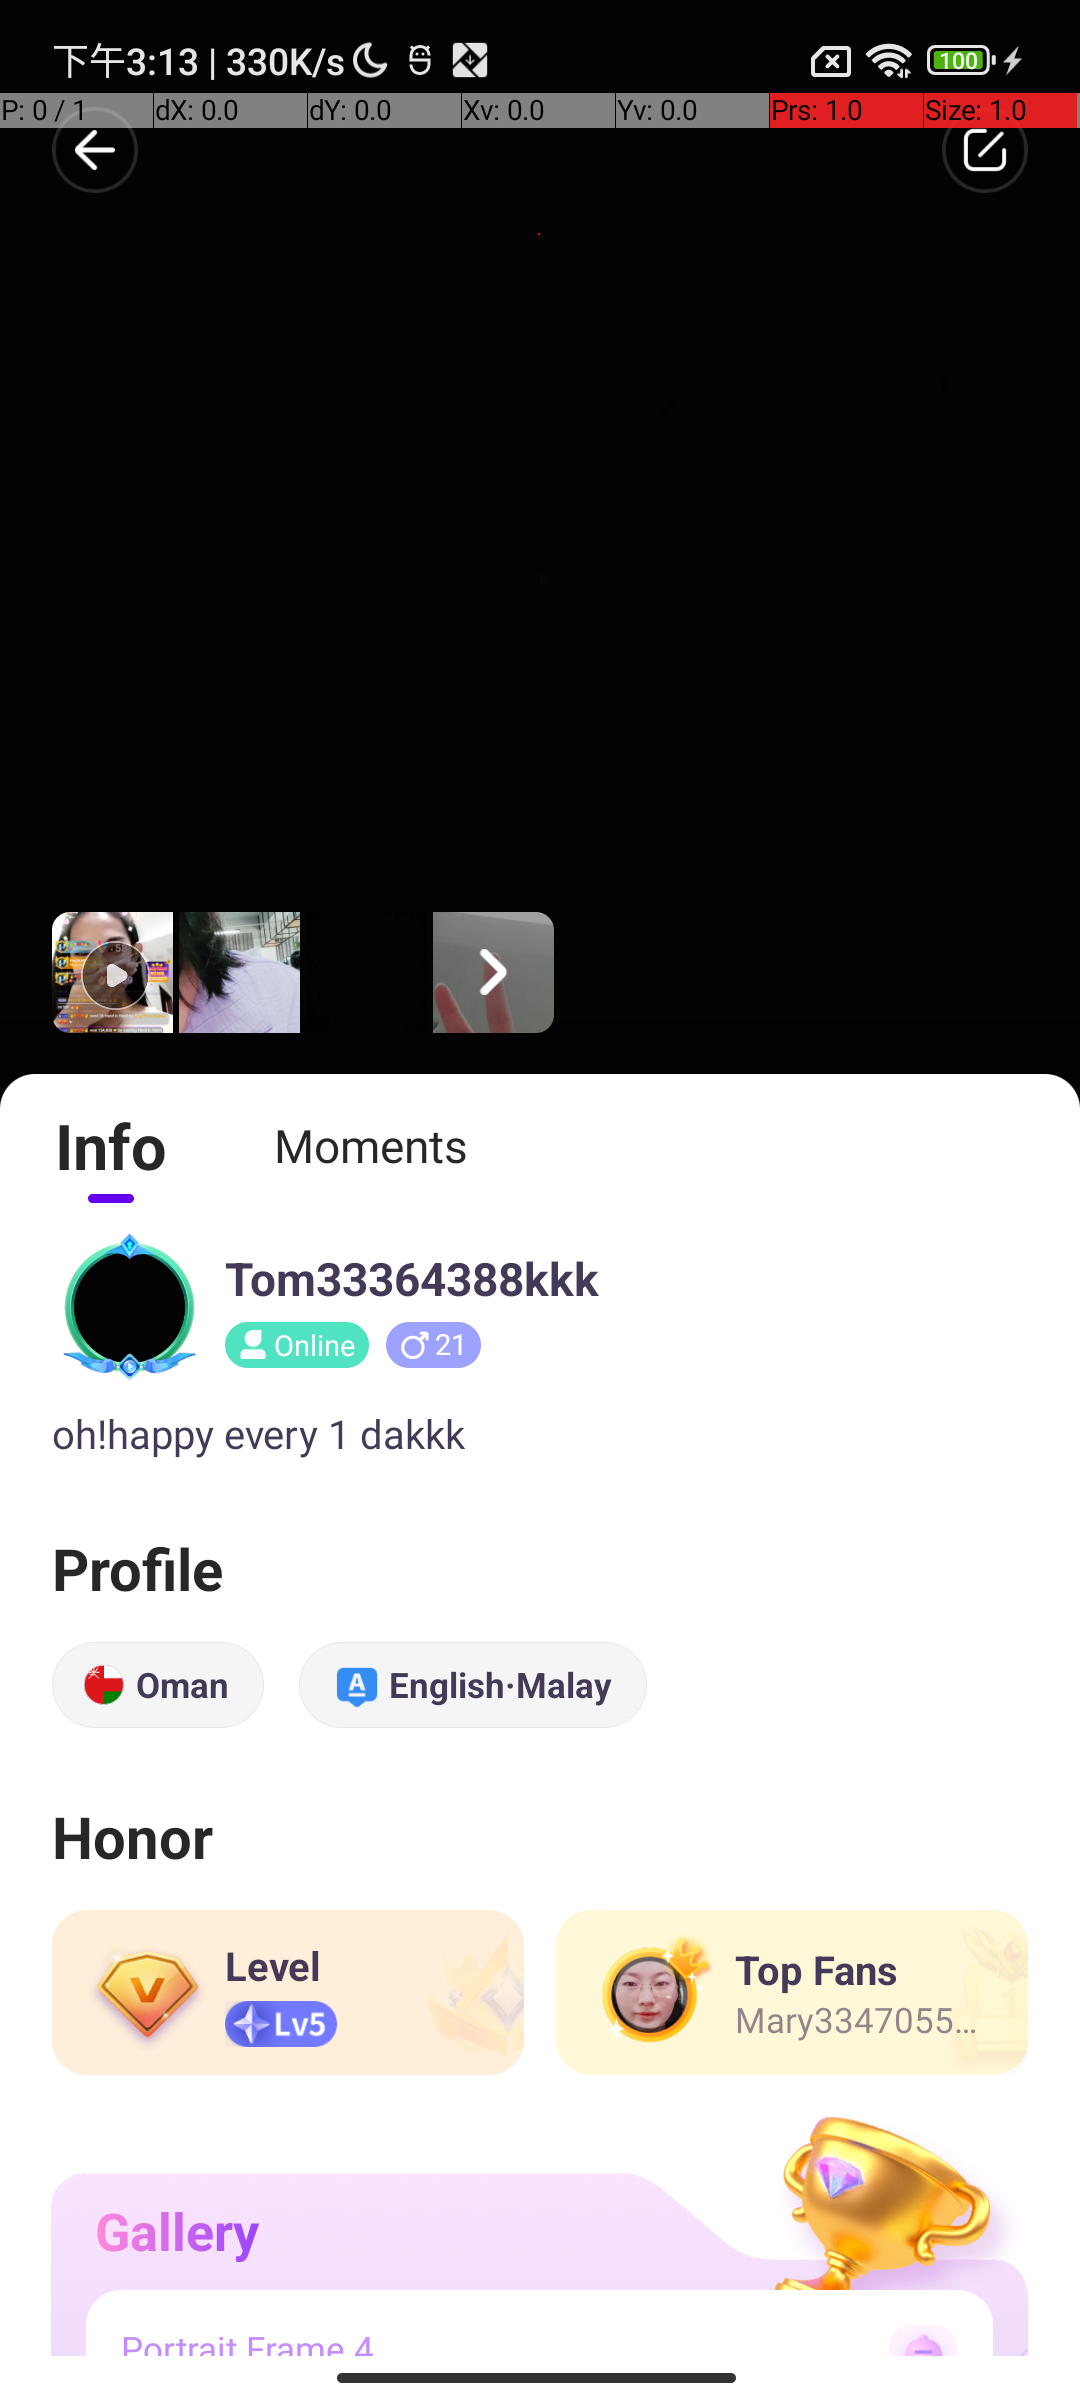 下午3:13 | 330K/s
100
P: 0 / 1
dX: 0.0
dY: 0.0
Xv: 0.0
Yv: 0.0
Prs: 1.0
Size: 1.0
Info
Moments
Tom33364388kkk
Online
21
oh!happy every 1 dakkk
Profile
Oman
English·Malay
Honor
Level
Lv5
Top Fans
Mary3347055...
Gallery
Portrait Frame 4